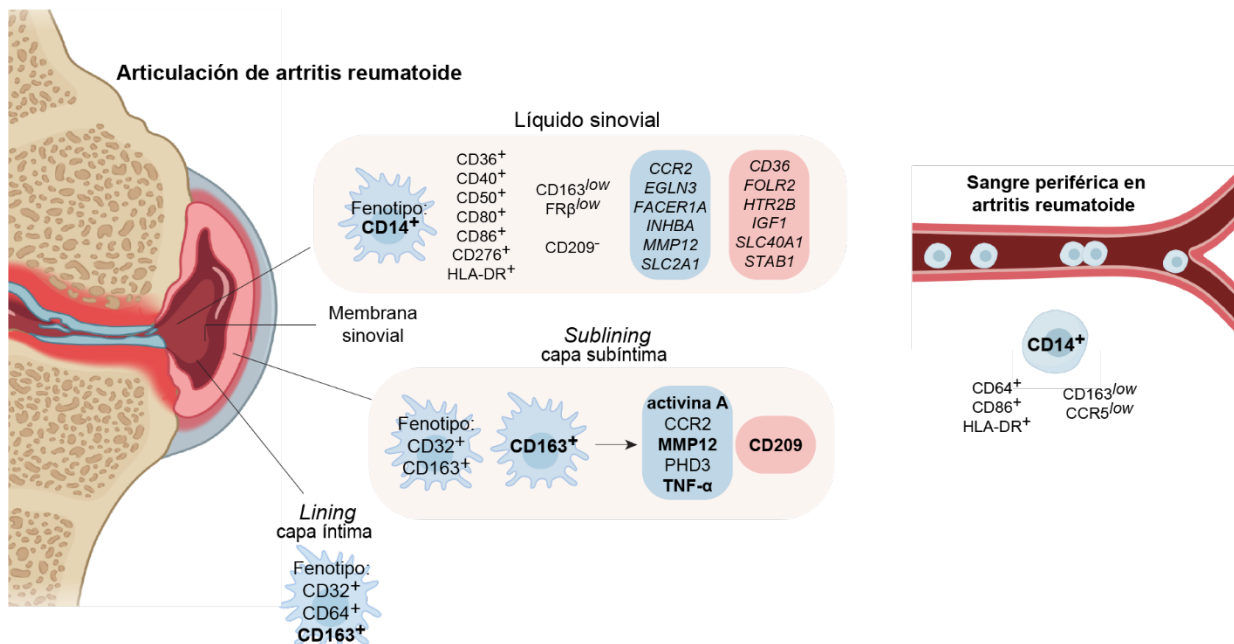 Articulación de artritis reumatoide
Líquido sinovial
Fenotipo:
CD14+
CD36+
CD40+
CD50+
CD80+
CD86+
CD276+
HLA-DR+
CD163low
FRβlow
CD209-
CCR2
EGLN3
FACER1A
INHBA
MMP12
SLC2A1
CD36
FOLR2
HTR2B
IGF1
SLC40A1
STAB1
Membrana
sinovial
Sublining
capa subíntima
Fenotipo:
CD32+
CD163+
CD163+
activina A
CCR2
MMP12
PHD3
TNF-α
CD209
Lining
capa íntima
Fenotipo:
CD32+
CD64+
CD163+
Sangre periférica en
artritis reumatoide
CD14+
CD64+
CD86+
HLA-DR+
CD163low
CCR5low